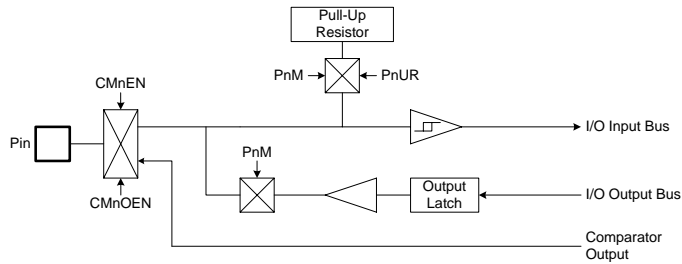 Pull-Up
Resistor
PnM
PnUR
CMnEN
Pin
I/O Input Bus
PnM
Output
Latch
I/O Output Bus
CMnOEN
Comparator
Output